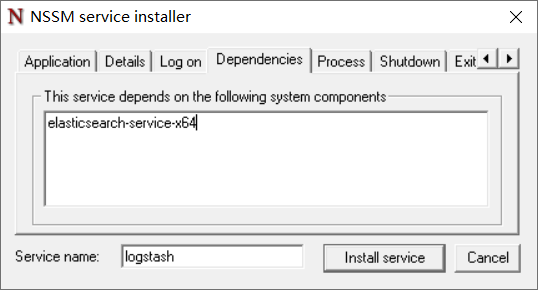 NSSM service installer
Application Details Log on Dependencies Process Shutdown Exit
This service depends on the following system components
elasticsearch-service-x64
Service name: logstash Install service Cancel